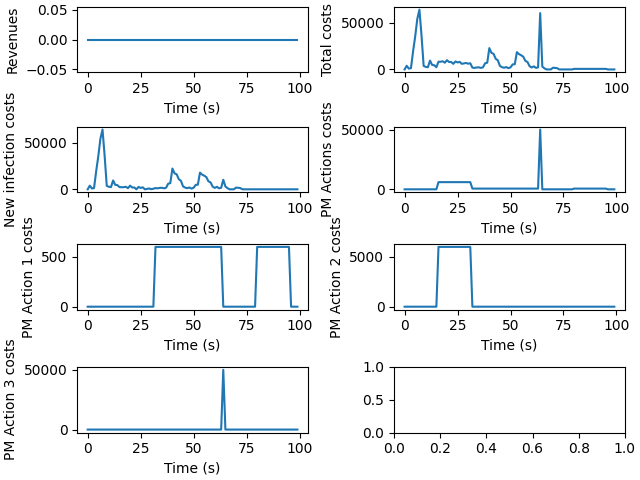 Revenues
0.05
0.00
−0.05
0 25 50 75 100
Time (s)
Total costs
50000
0
0 25 50 75 100
Time (s)
New infection costs
50000
0
0 25 50 75 100
Time (s)
PM Actions costs
50000
0
0 25 50 75 100
Time (s)
PM Action 1 costs
500
0
0 25 50 75 100
Time (s)
PM Action 2 costs
5000
0
0 25 50 75 100
Time (s)
PM Action 3 costs
50000
0
0 25 50 75 100
Time (s)
1.0
0.5
0.0
0.0 0.2 0.4 0.6 0.8 1.0